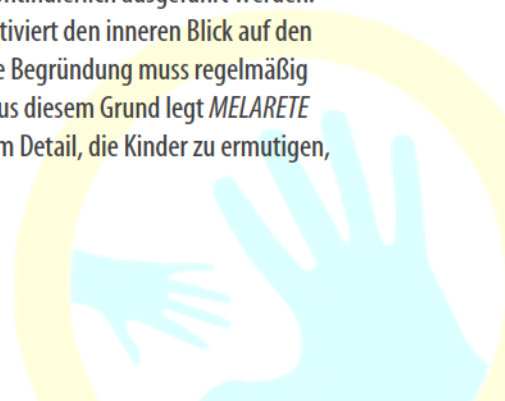 ausgeführt werden.
tiviert den inneren Blick auf den
e Begründung muss regelmäßig
us diesem Grund legt MELARETE
m Detail, die Kinder zu ermutigen,